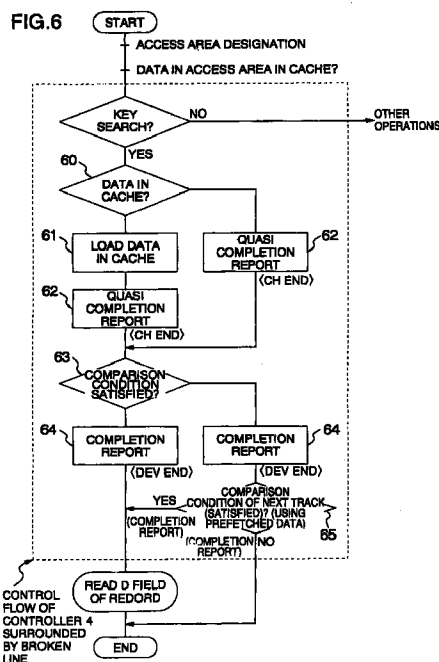 FIG.6
START
ACCESS AREA DESIGNATION
DATA IN ACCESS AREA IN CACHE?
KEY
SEARCH?
NO
OTHER
OPERATIONS
YES
60
DATA IN
CACHE?
61
LOAD DATA
IN CACHE
QUASI
COMPLETION
REPORT
62
⟨CH END⟩
62
QUASI
COMPLETION
REPORT
⟨CH END⟩
63
COMPARISON
CONDITION
SATISFIED?
64
COMPLETION
REPORT
⟨DEV END⟩
COMPLETION
REPORT
64
⟨DEV END⟩
YES
(COMPLETION
REPORT)
COMPARISON
CONDITION OF NEXT TRACK
(SATISFIED)? (USING
PREFETCHED DATA)
65
(COMPLETION NO
REPORT)
CONTROL
FLOW OF
CONTROLLER 4
SURROUNDED
BY BROKEN
LINE
READ D FIELD
OF REDORD
END